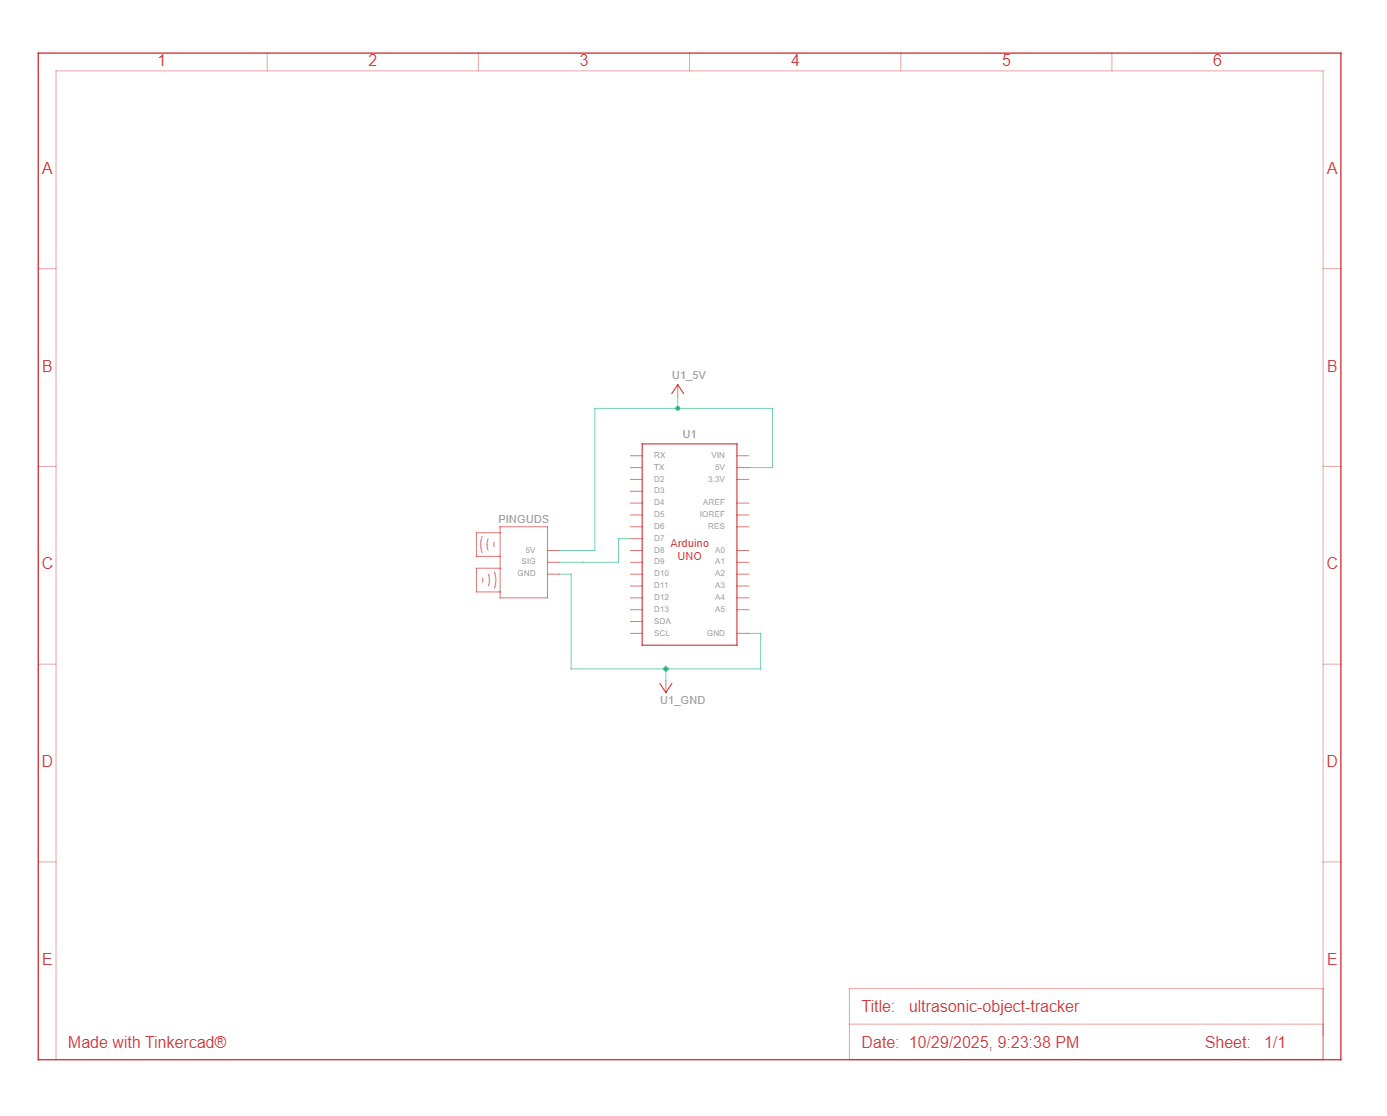 1 2 3 4 5 6
A A
B B
U1_5V
U1
RX VIN
TX 5V
D2 3.3V
D3
D4 AREF
D5 IOREF
D6 RES
D7
Arduino
UNO
D8 A0
D9 A1
D10 A2
D11 A3
D12 A4
D13 A5
SDA
SCL GND
PINGUDS
5V
SIG
GND
C C
U1_GND
D D
E E
Title: ultrasonic-object-tracker
Made with Tinkercad®
Date: 10/29/2025, 9:23:38 PM Sheet: 1/1